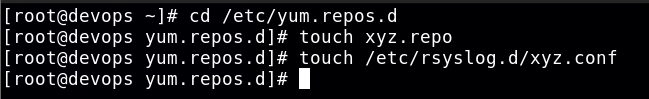 [root@devops ~]# cd /etc/yum.repos.d
[root@devops yum.repos.d]# touch xyz.repo
[root@devops yum.repos.d]# touch /etc/rsyslog.d/xyz.conf
[root@devops yum.repos.d]#